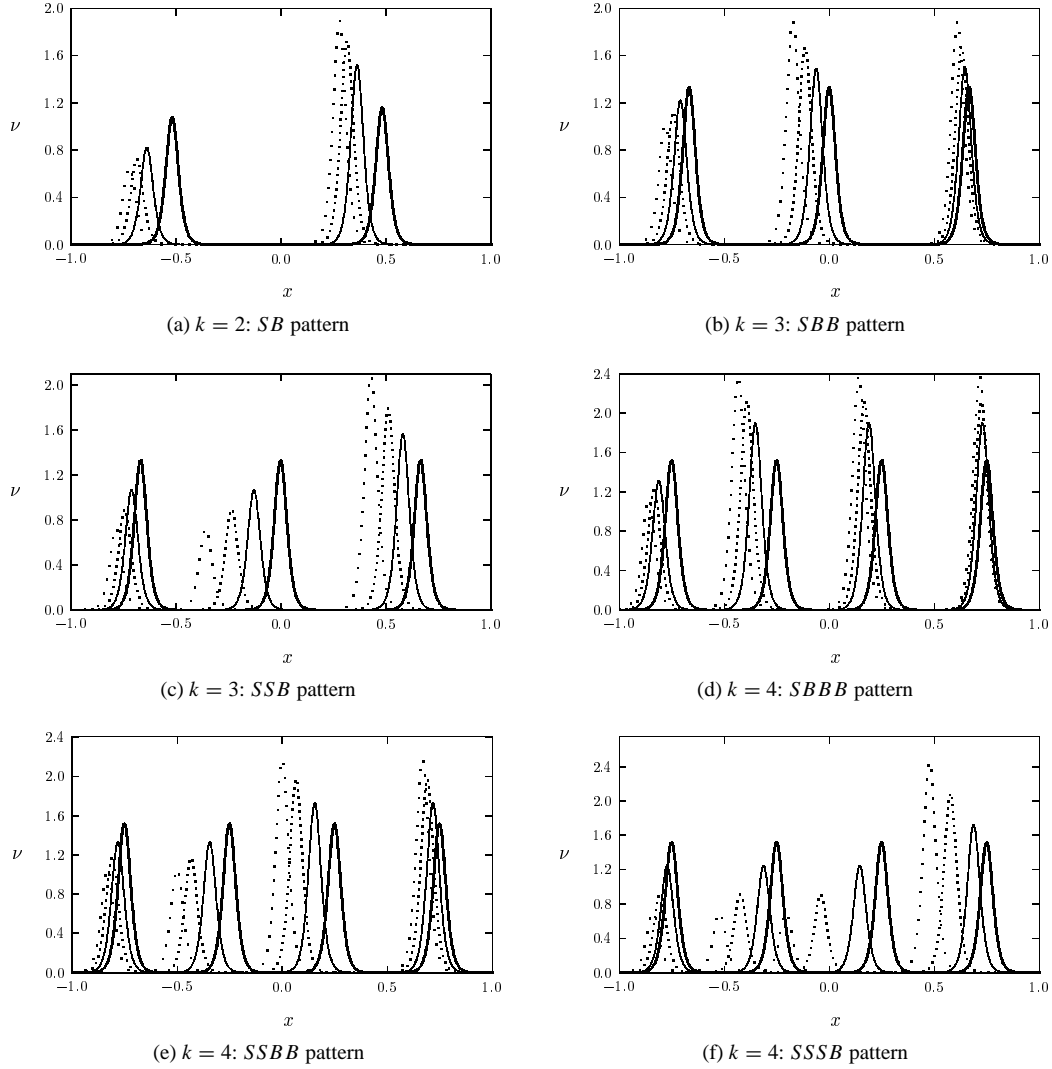 2.0
1.6
1.2
0.8
0.4
0.0
ν
−1.0 −0.5 0.0 0.5 1.0
x
(a) k = 2: SB pattern
2.0
1.6
1.2
0.8
0.4
0.0
ν
−1.0 −0.5 0.0 0.5 1.0
x
(b) k = 3: SBB pattern
2.0
1.6
1.2
0.8
0.4
0.0
ν
−1.0 −0.5 0.0 0.5 1.0
x
(c) k = 3: SSB pattern
2.4
2.0
1.6
1.2
0.8
0.4
0.0
ν
−1.0 −0.5 0.0 0.5 1.0
x
(d) k = 4: SBBB pattern
2.4
2.0
1.6
1.2
0.8
0.4
0.0
ν
−1.0 −0.5 0.0 0.5 1.0
x
(e) k = 4: SSBB pattern
2.4
2.0
1.6
1.2
0.8
0.4
0.0
ν
−1.0 −0.5 0.0 0.5 1.0
x
(f) k = 4: SSSB pattern